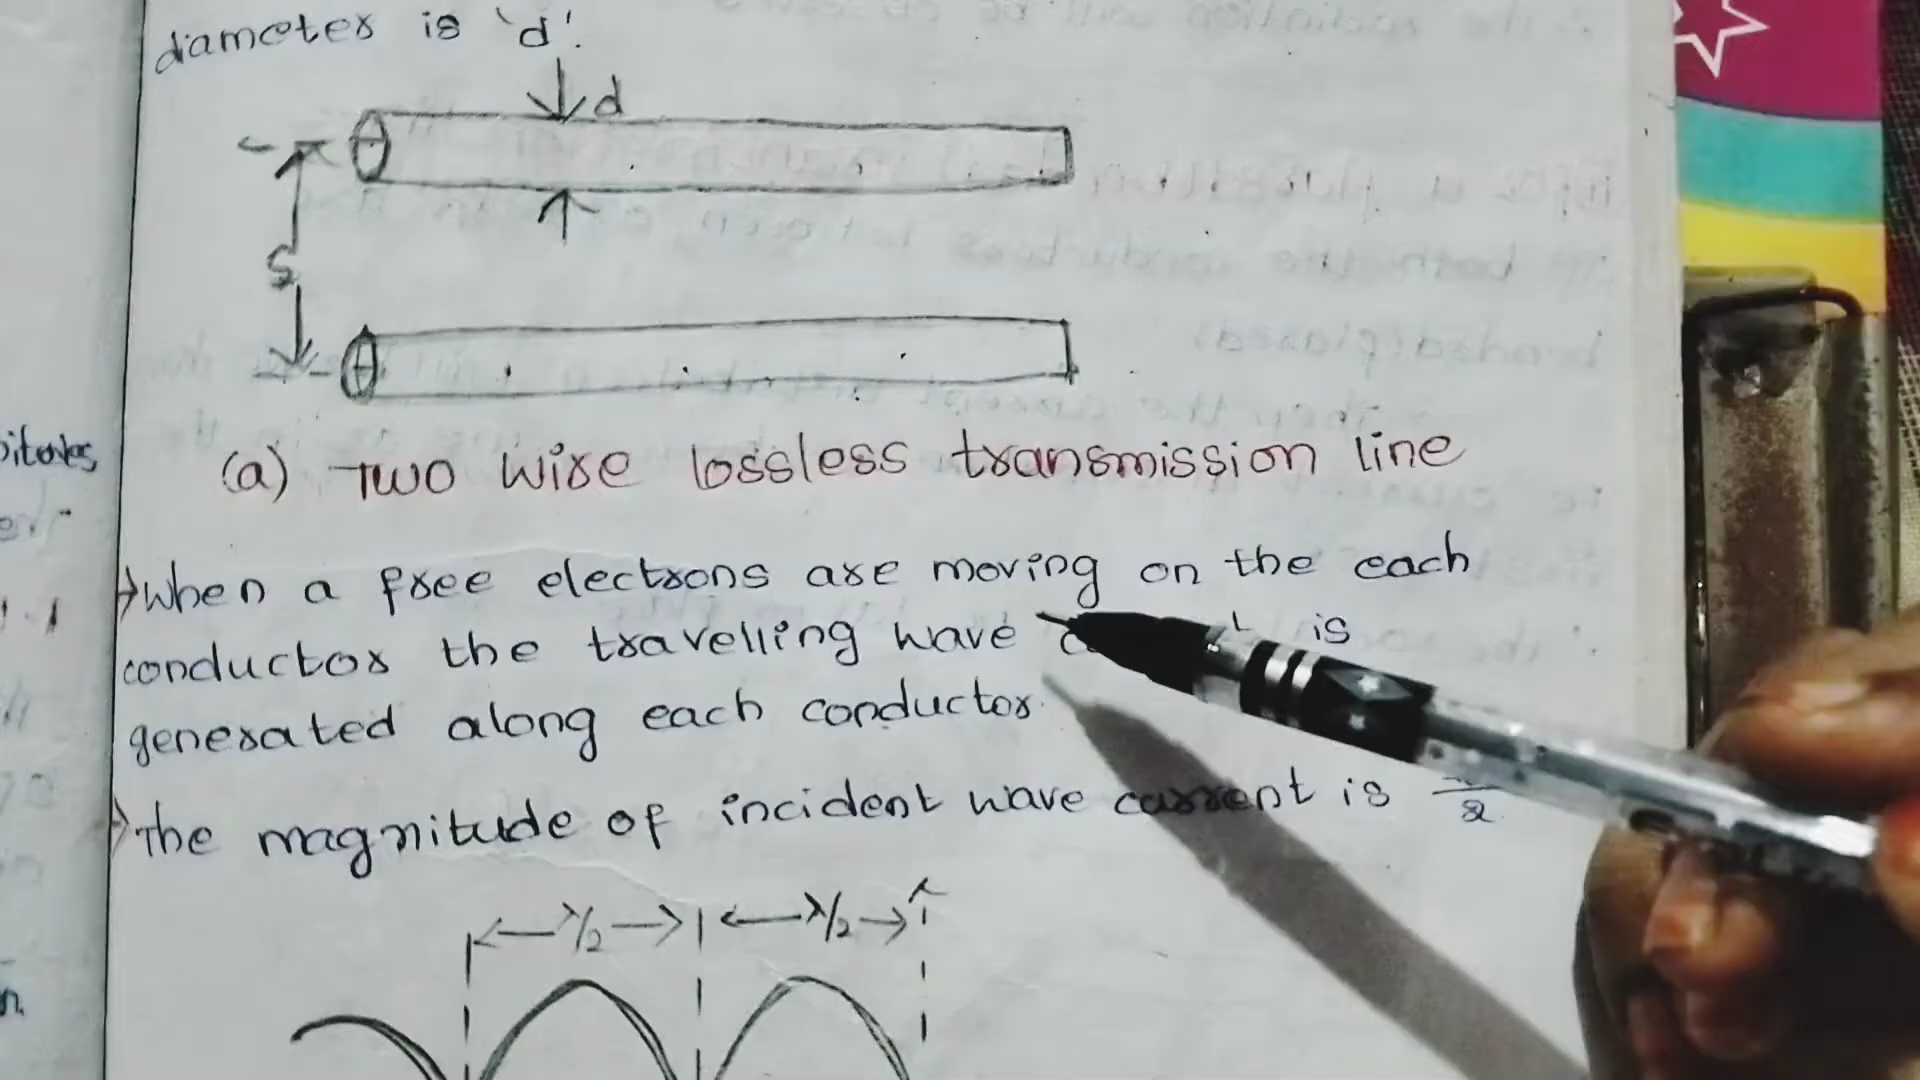 diameter is 'd'.
d
S
(a) Two wire lossless transmission line
→When a free electrons are moving on the each
conductor the travelling wave is
generated along each conductor.
→The magnitude of incident wave current is 2
λ/2 λ/2